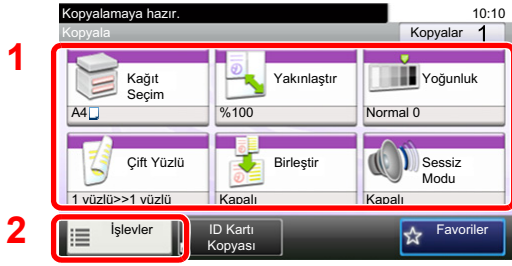 Kopyalamaya hazır. 10:10
Kopyala Kopyalar 1
1
Kağıt
Seçim
A4
Yakınlaştır
%100
Yoğunluk
Normal 0
Çift Yüzlü
1 yüzlü>>1 yüzlü
Birleştir
Kapalı
Sessiz
Modu
Kapalı
2
İşlevler
ID Kartı
Kopyası
Favoriler